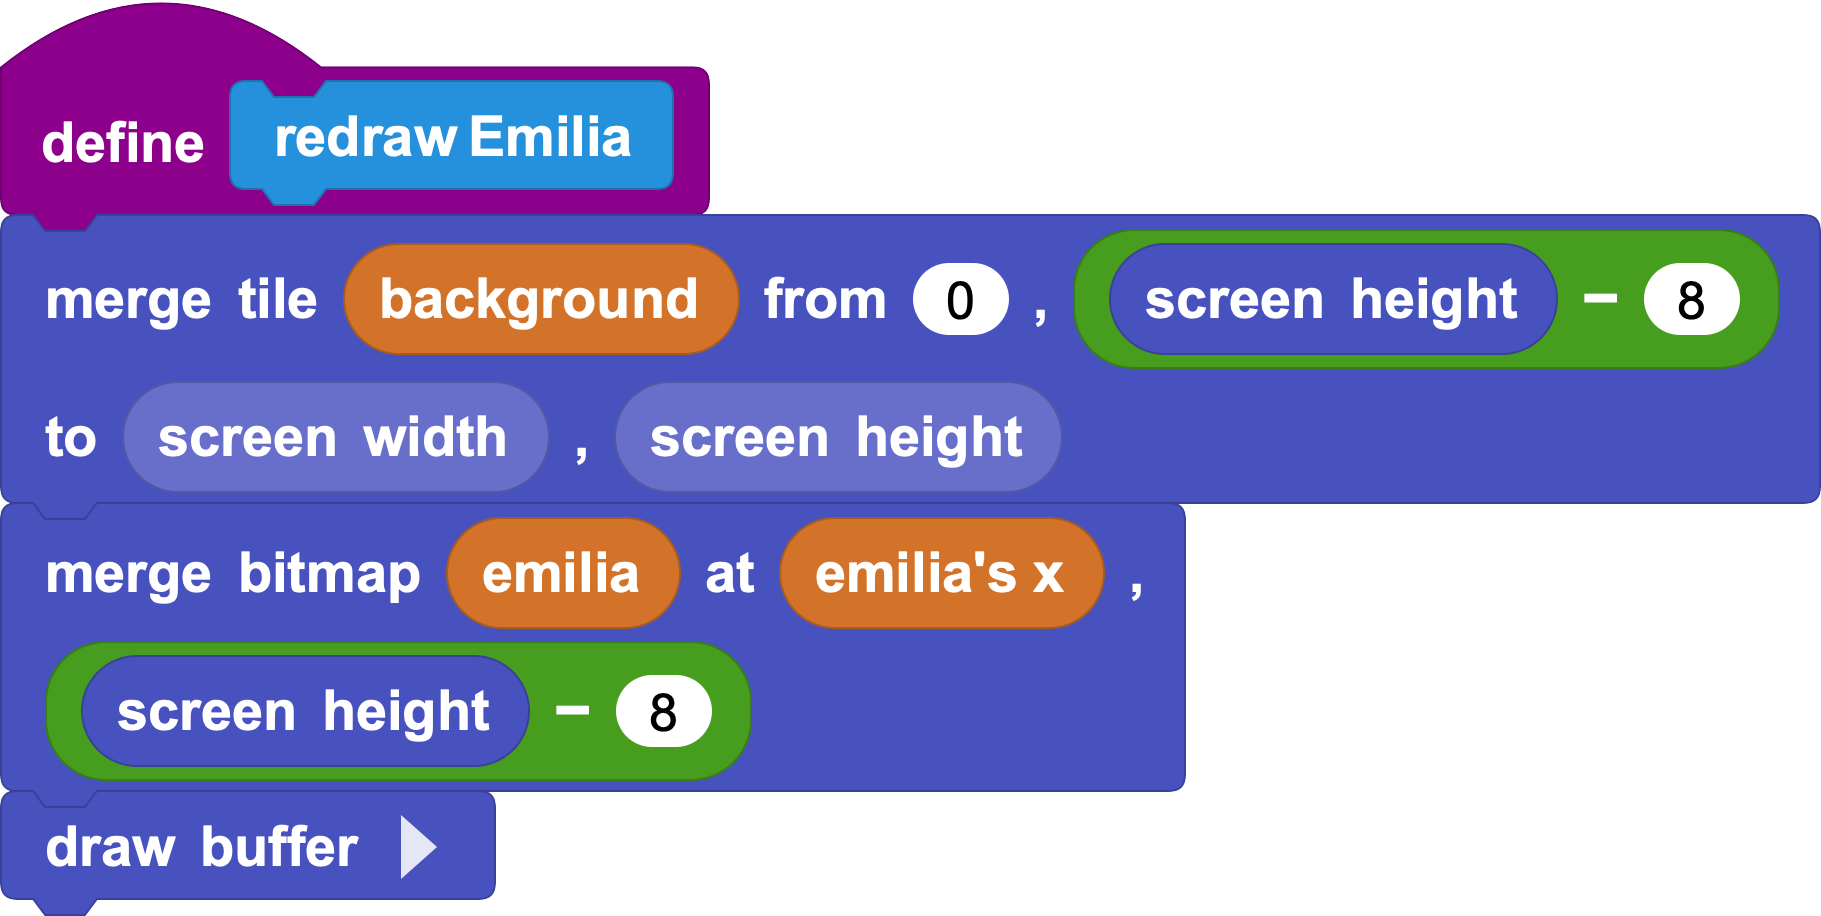 define redraw Emilia
merge tile background from 0 , screen height − 8
to screen width , screen height
merge bitmap emilia at emilia's x ,
screen height − 8
draw buffer